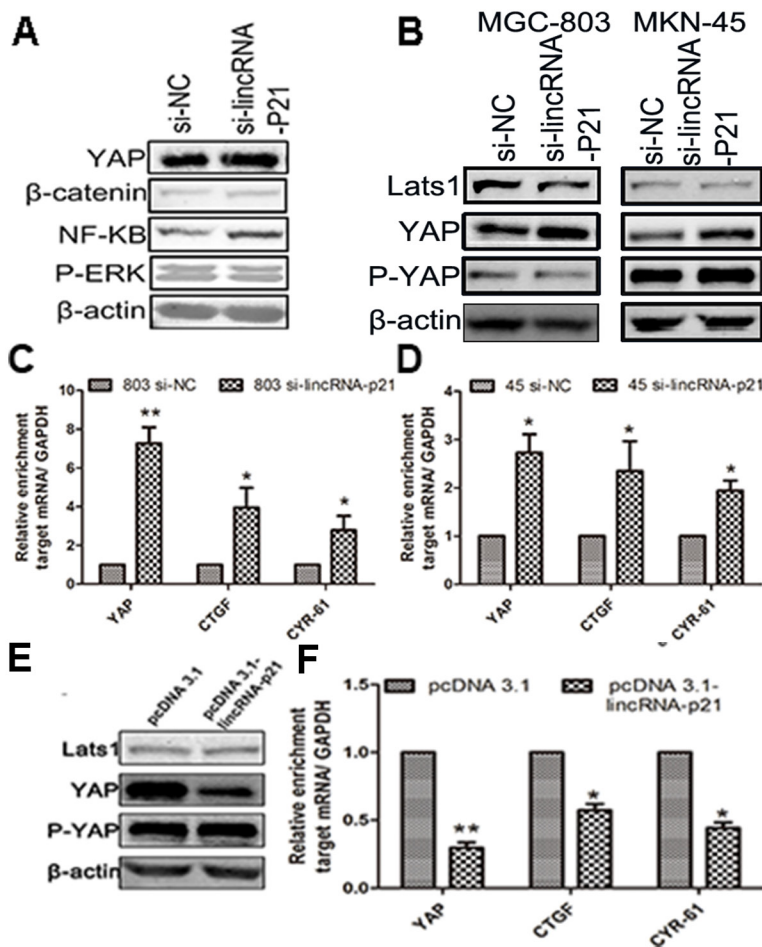 A
si-NC
si-lincRNA
-P21
YAP
β-catenin
NF-KB
P-ERK
β-actin
B
MGC-803 MKN-45
si-NC
si-lincRNA
-P21
si-NC
si-lincRNA
-P21
Lats1
YAP
P-YAP
β-actin
C
803 si-NC 803 si-lincRNA-p21
Relative enrichment
target mRNA/ GAPDH
10
8
6
4
2
0
**
*
*
YAP
CTGF
CYR-61
D
45 si-NC 45 si-lincRNA-p21
Relative enrichment
target mRNA/ GAPDH
4
3
2
1
0
*
*
*
YAP
CTGF
CYR-61
E
pcDNA 3.1
pcDNA 3.1-
lincRNA-p21
Lats1
YAP
P-YAP
β-actin
F
pcDNA 3.1 pcDNA 3.1-
lincRNA-p21
Relative enrichment
target mRNA/ GAPDH
1.5
1.0
0.5
0.0
**
*
*
YAP
CTGF
CYR-61